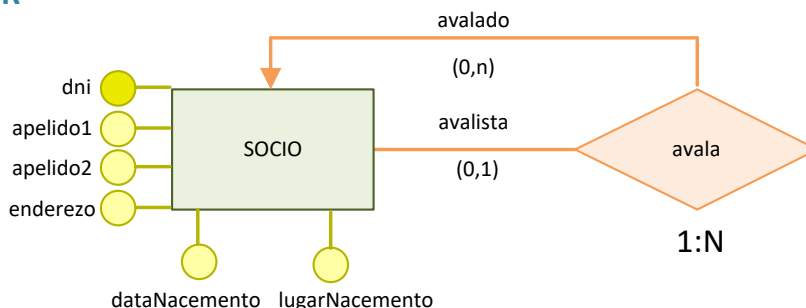 R
avalado
(0,n)
dni
apelido1
avalista
SOCIO
avala
apelido2
(0,1)
enderezo
1:N
dataNacemento
lugarNacemento